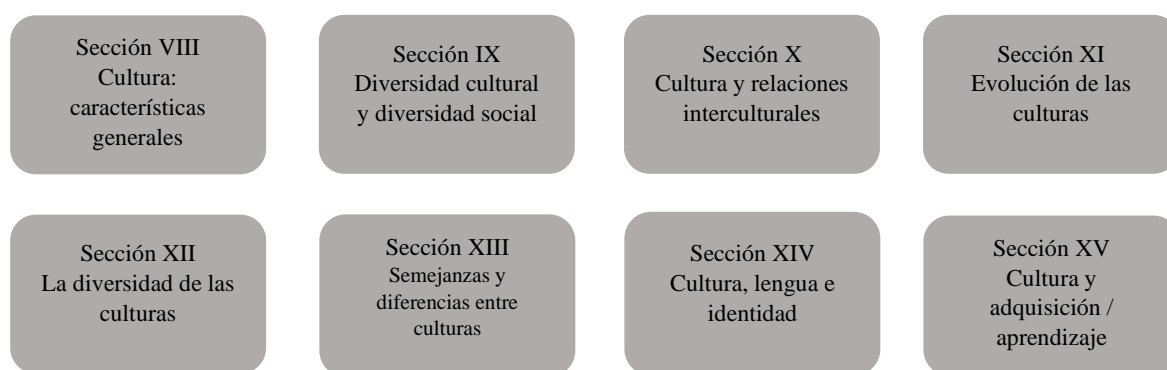 Sección VIII
Cultura:
características
generales
Sección IX
Diversidad cultural
y diversidad social
Sección X
Cultura y relaciones
interculturales
Sección XI
Evolución de las
culturas
Sección XII
La diversidad de las
culturas
Sección XIII
Semejanzas y
diferencias entre
culturas
Sección XIV
Cultura, lengua e
identidad
Sección XV
Cultura y
adquisición /
aprendizaje